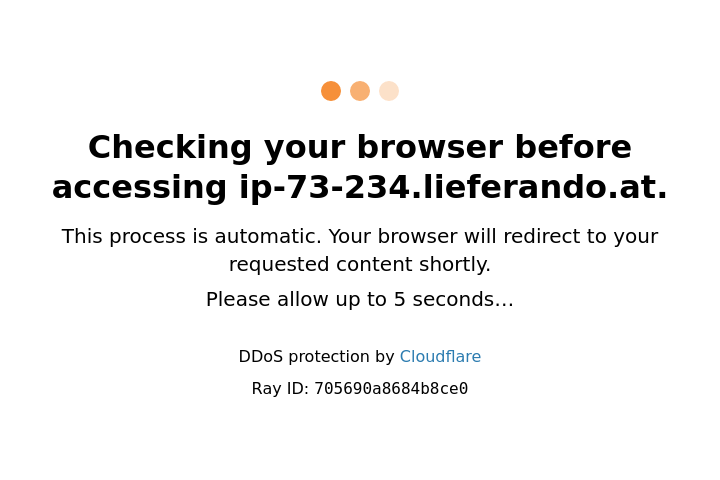 Checking your browser before
accessing ip-73-234.lieferando.at.
This process is automatic. Your browser will redirect to your
requested content shortly.
Please allow up to 5 seconds…
DDoS protection by Cloudflare
Ray ID: 705690a8684b8ce0